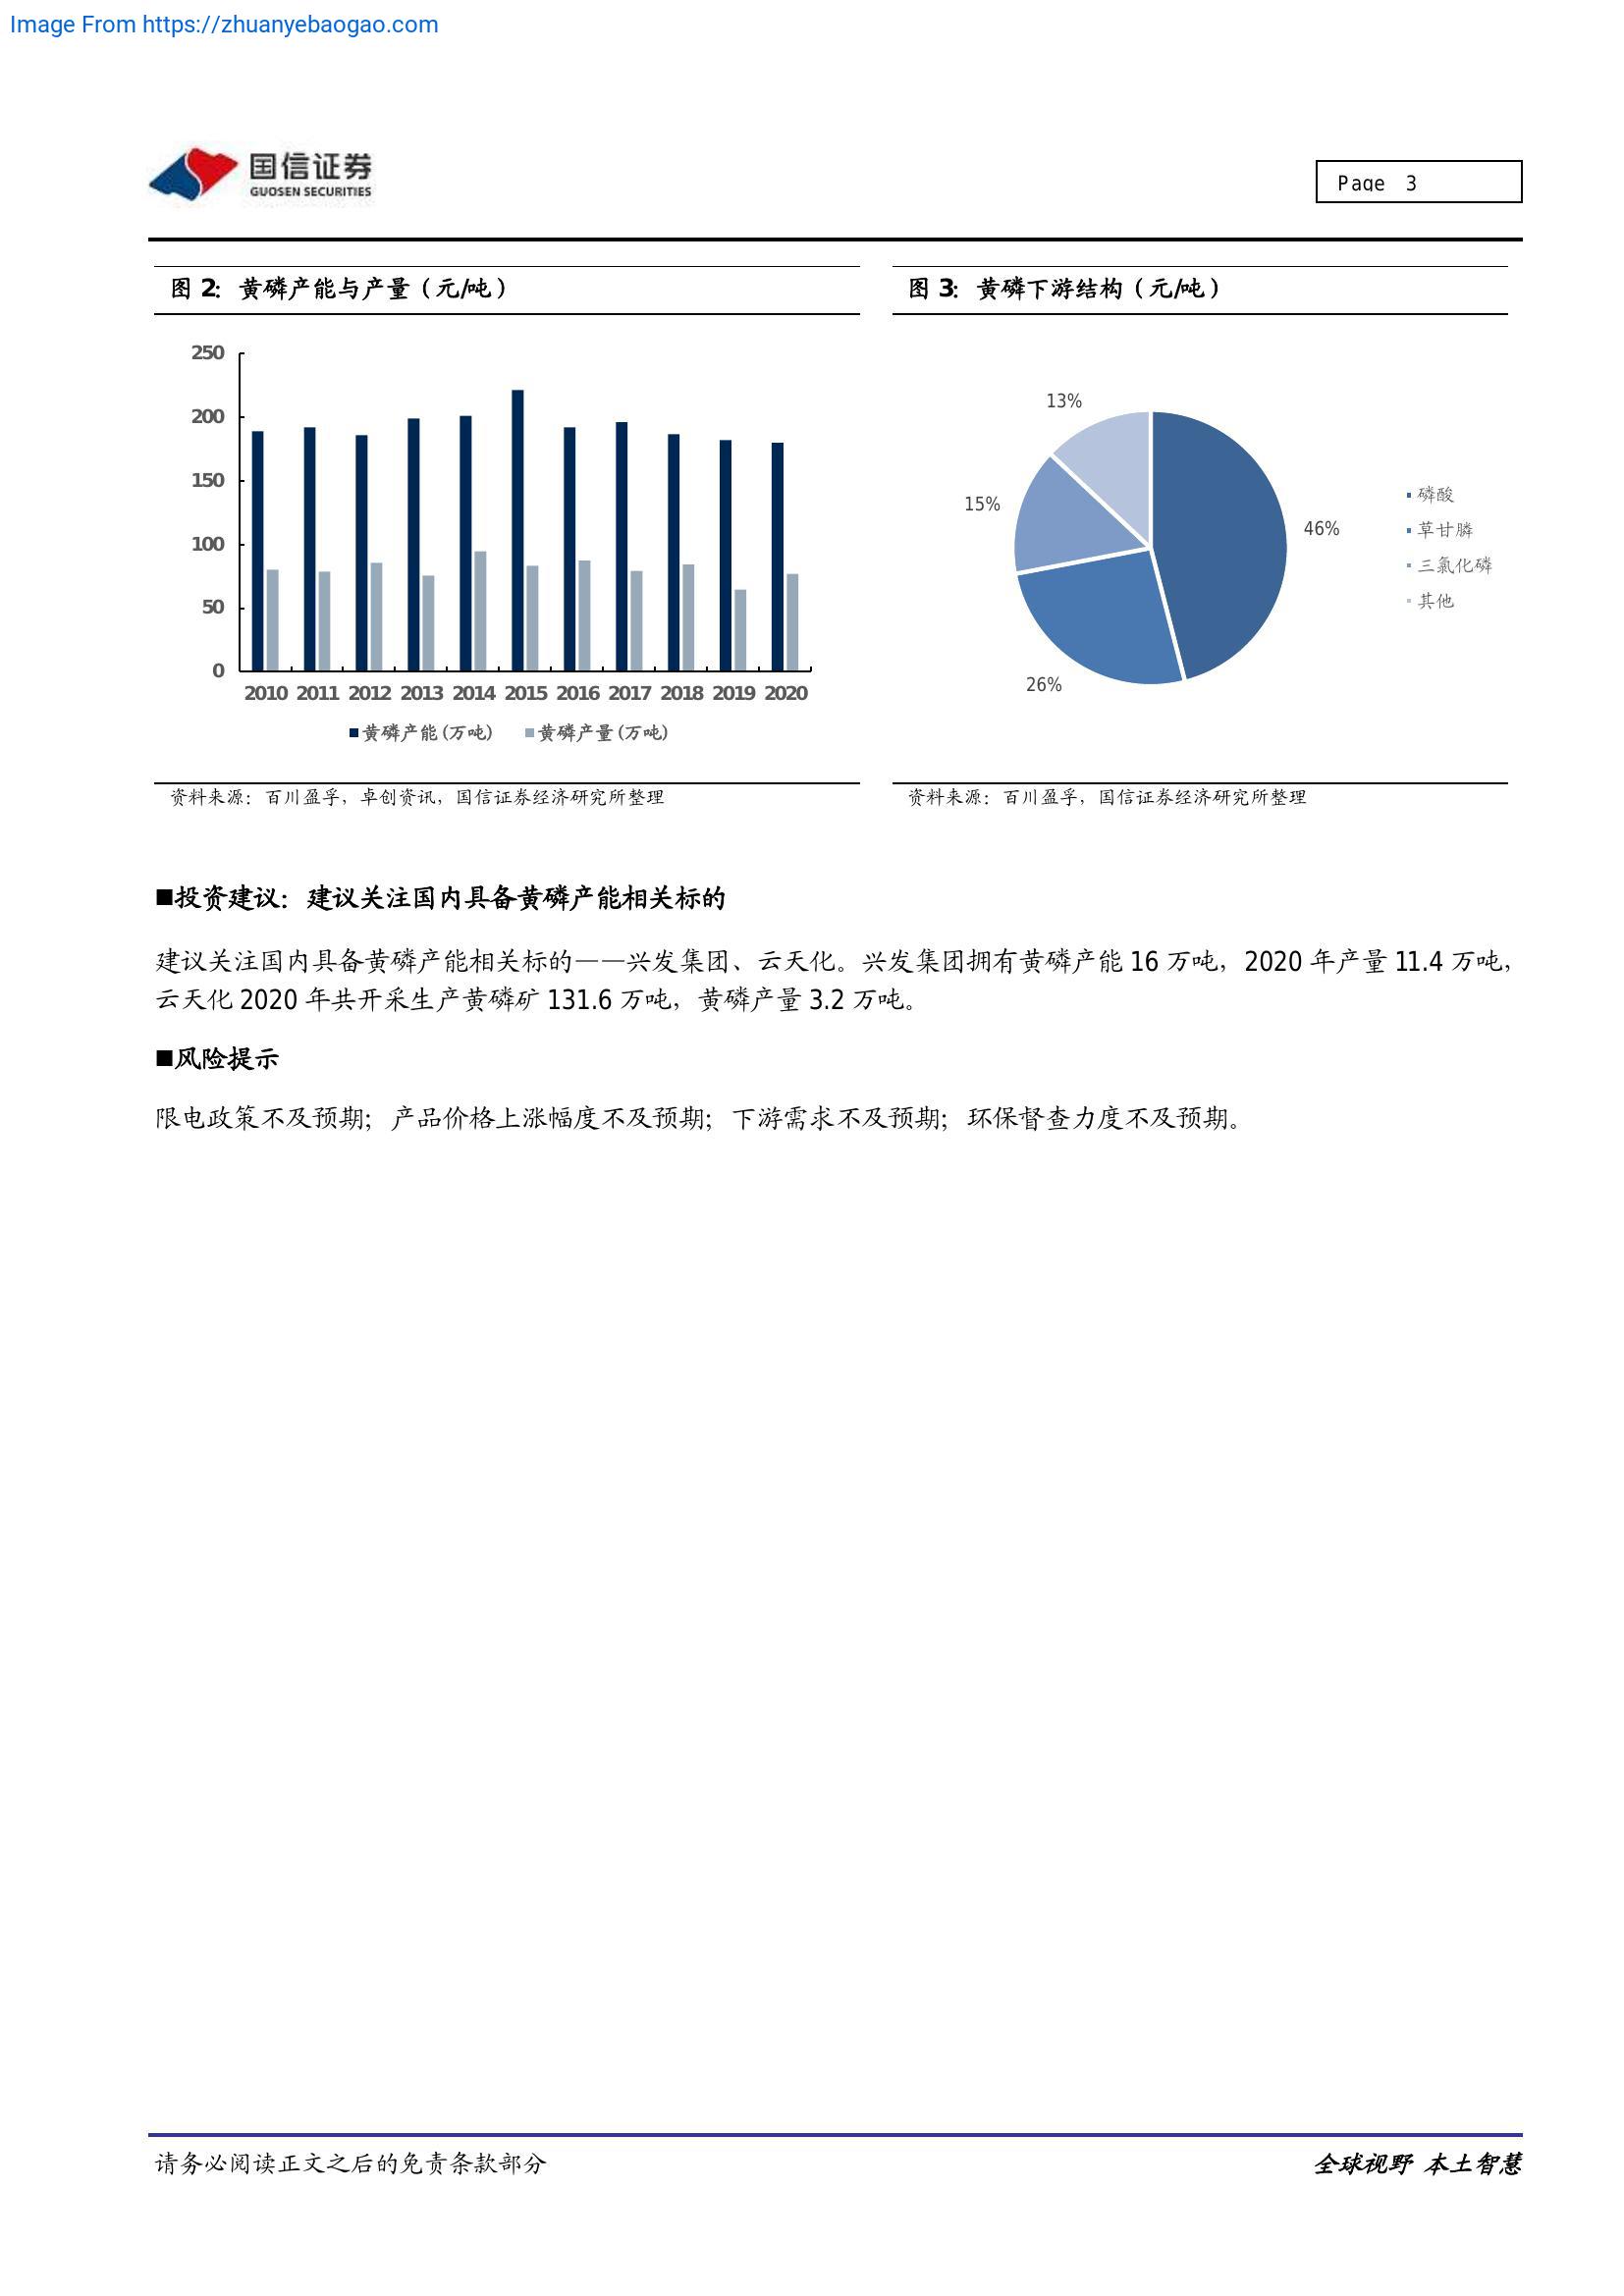 Image From https://zhuanyebaogao.com
国信证券
GUOSEN SECURITIES
Page 3
图 2：黄磷产能与产量（元/吨）
250
200
150
100
50
0
2010 2011 2012 2013 2014 2015 2016 2017 2018 2019 2020
黄磷产能(万吨) 黄磷产量(万吨)
资料来源：百川盈孚，卓创资讯，国信证券经济研究所整理
图 3：黄磷下游结构（元/吨）
13%
15%
46%
26%
磷酸
草甘膦
三氯化磷
其他
资料来源：百川盈孚，国信证券经济研究所整理
■投资建议：建议关注国内具备黄磷产能相关标的
建议关注国内具备黄磷产能相关标的——兴发集团、云天化。兴发集团拥有黄磷产能 16 万吨，2020 年产量 11.4 万吨，
云天化 2020 年共开采生产黄磷矿 131.6 万吨，黄磷产量 3.2 万吨。
■风险提示
限电政策不及预期；产品价格上涨幅度不及预期；下游需求不及预期；环保督查力度不及预期。
请务必阅读正文之后的免责条款部分
全球视野 本土智慧